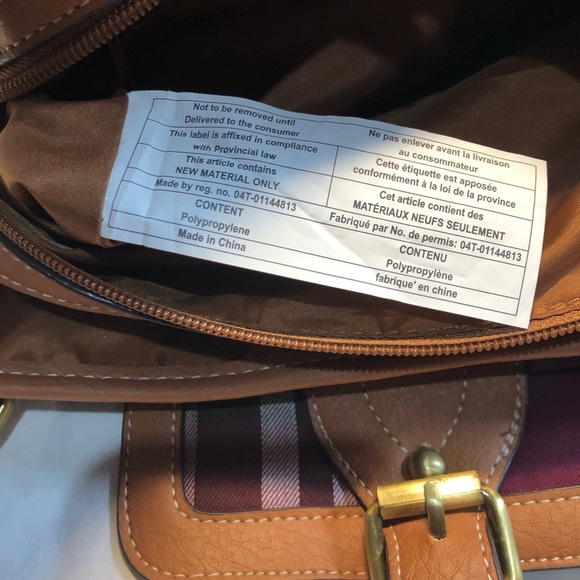 Not to be removed until
Delivered to the consumer
This label is affixed in compliance
with Provincial law
This article contains
NEW MATERIAL ONLY
Made by reg. no. 04T-01144813
CONTENT
Polypropylene
Made in China
Ne pas enlever avant la livraison
au consommateur
Cette étiquette est apposée
conformément à la loi de la province
Cet article contient des
MATÉRIAUX NEUFS SEULEMENT
Fabriqué par No. de permis: 04T-01144813
CONTENU
Polypropylène
fabrique' en chine